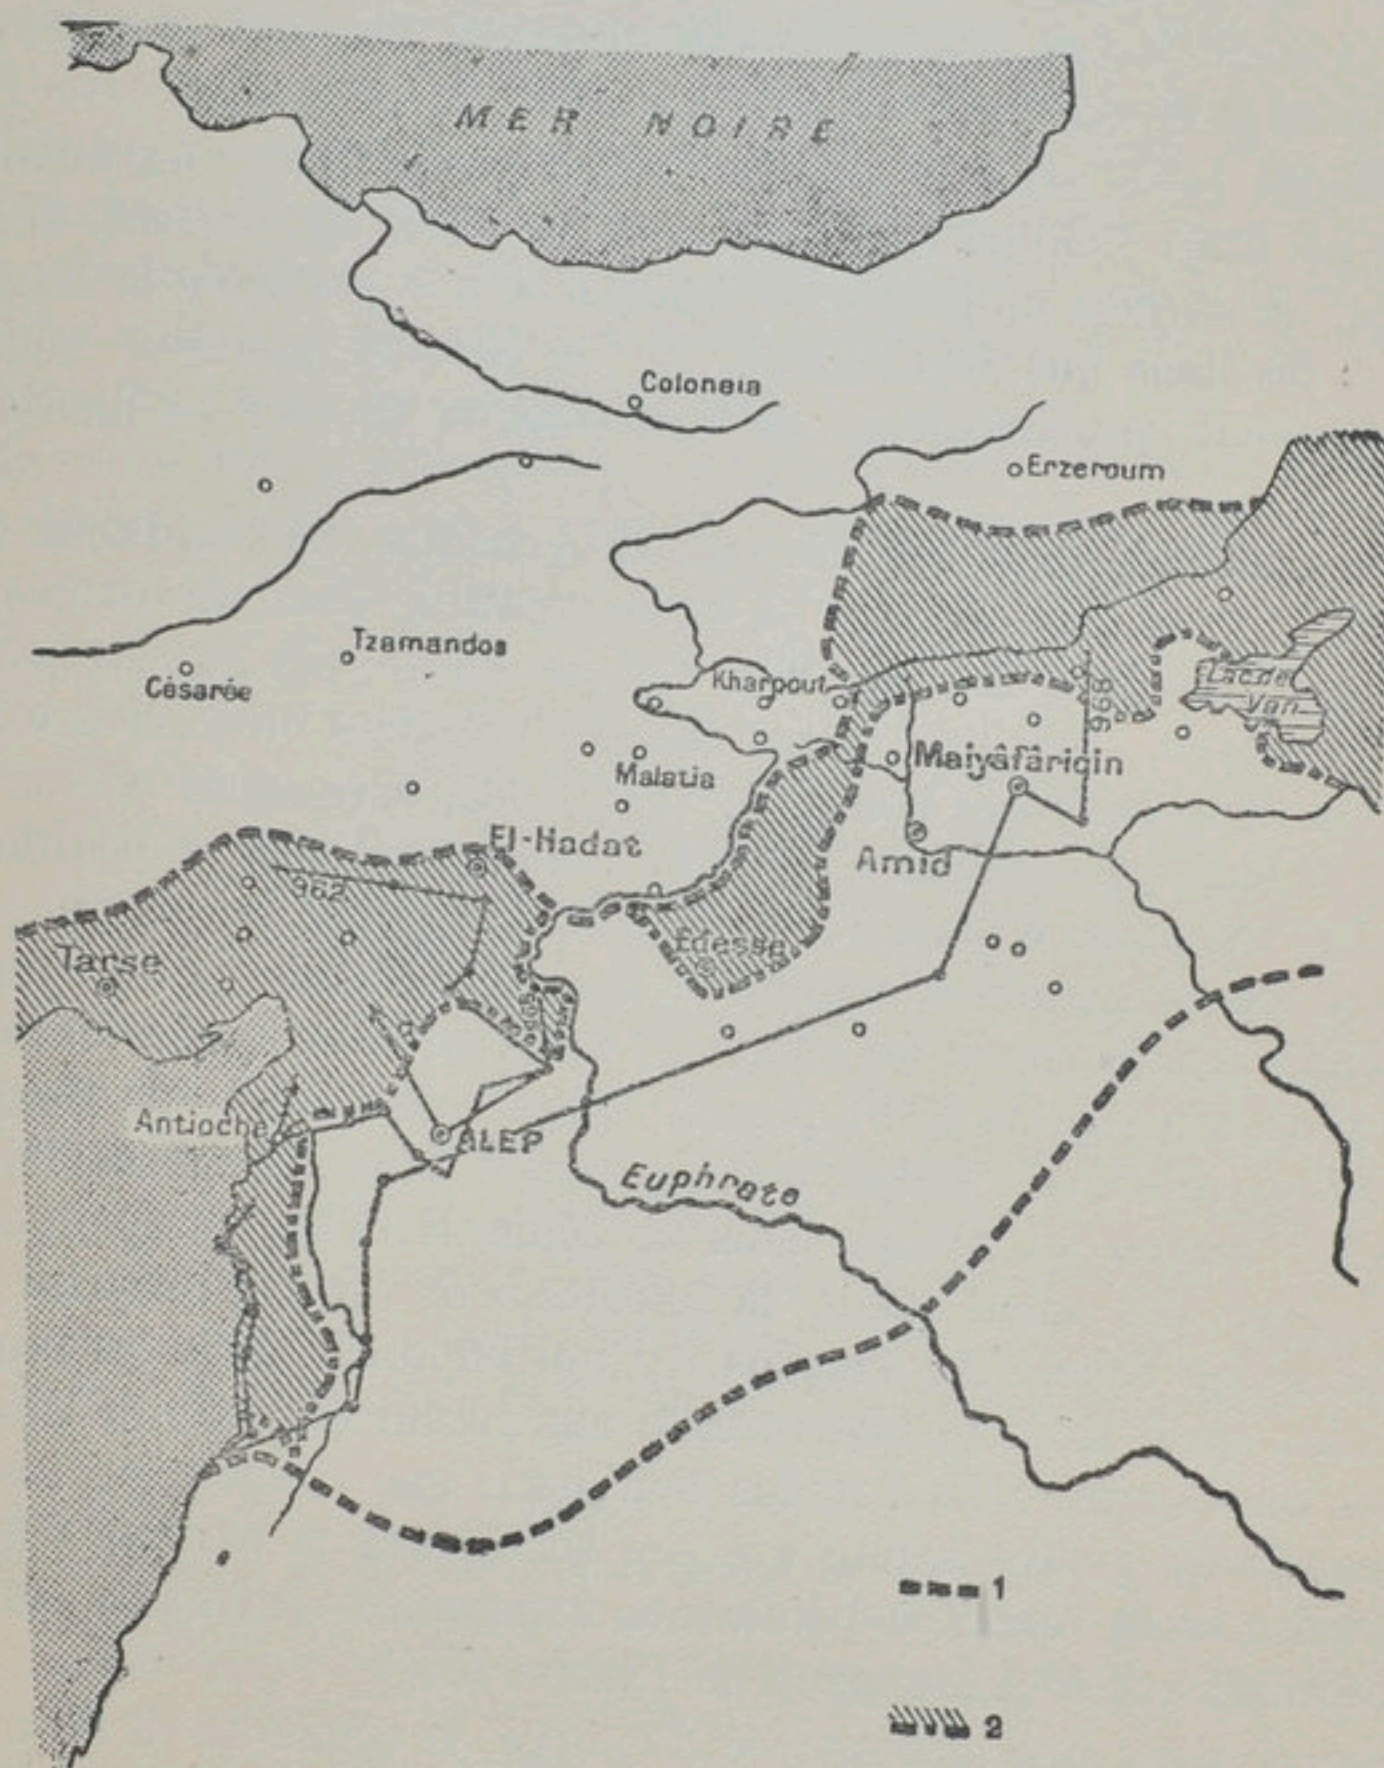 MER NOIRE
Coloneia
Erzeroum
Tzamandos
Césarée
Kharpout
Lac de
Van
968
Malatia
Maiyâfâriqin
El-Hadat
Amid
962
Edesse
Tarse
Antioche
ALEP
Euphrate
1
2